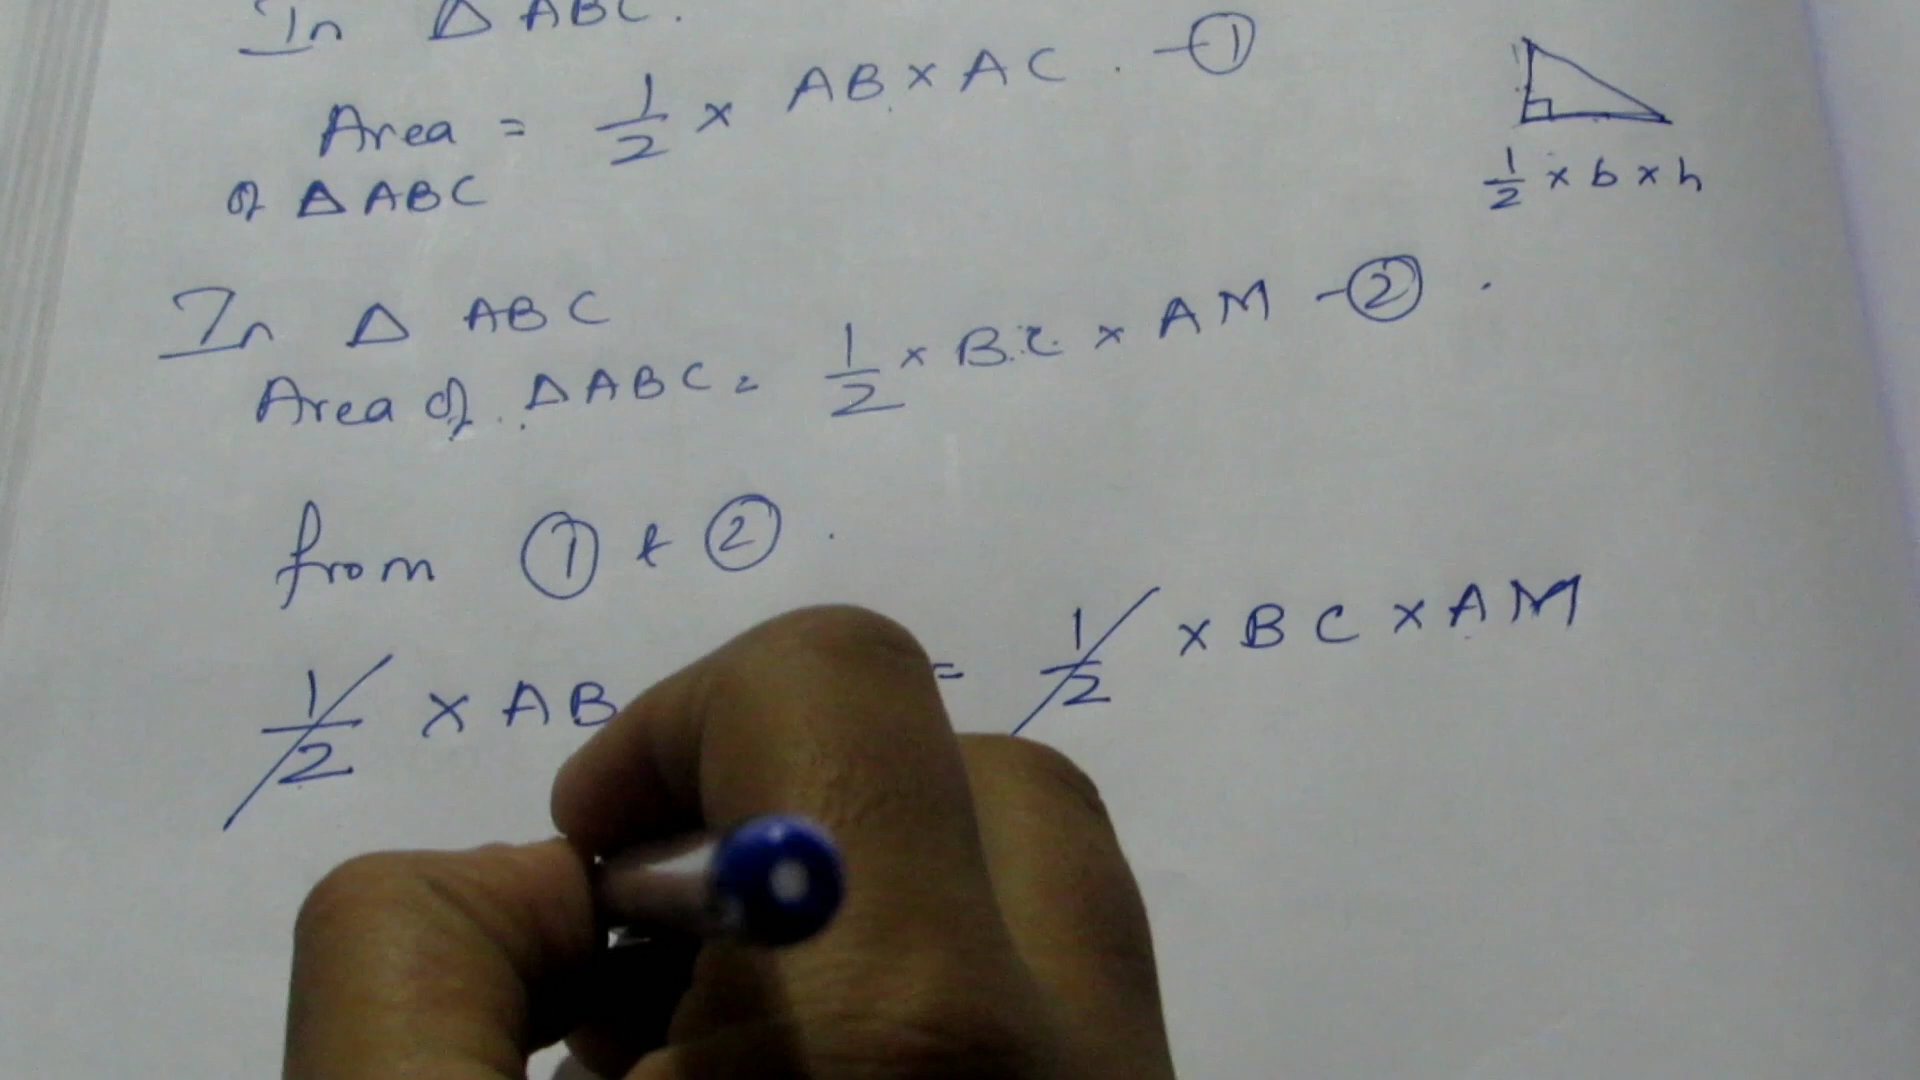 In △ ABC.
Area = 1/2 × AB × AC. —①
of △ ABC
1/2 × b × h
In △ ABC
Area of △ABC = 1/2 × BC × AM —②.
from ① & ②.
1/2 × AB = 1/2 × BC × AM